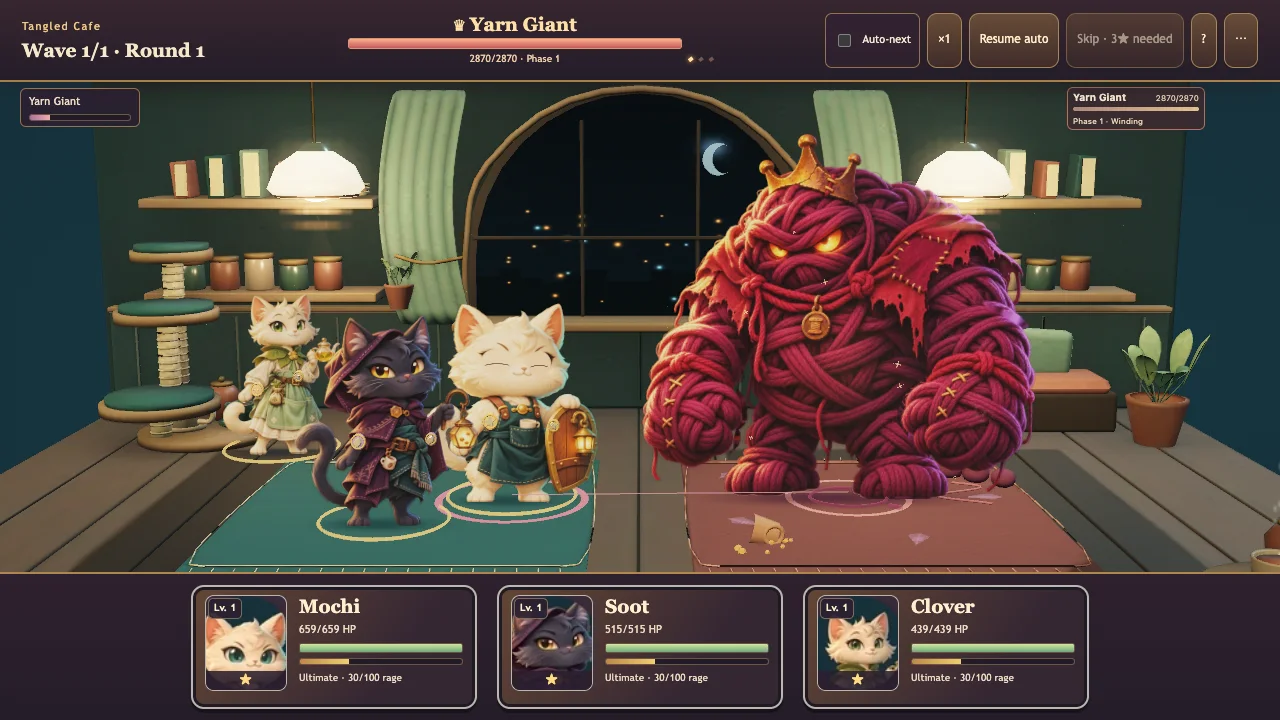 Tangled Cafe
Wave 1/1 · Round 1
♛ Yarn Giant
2870/2870 · Phase 1
Auto-next
×1
Resume auto
Skip · 3★ needed
?
...
Yarn Giant
Yarn Giant 2870/2870
Phase 1 · Winding
Lv. 1
Mochi
659/659 HP
Ultimate · 30/100 rage
Lv. 1
Soot
515/515 HP
Ultimate · 30/100 rage
Lv. 1
Clover
439/439 HP
Ultimate · 30/100 rage